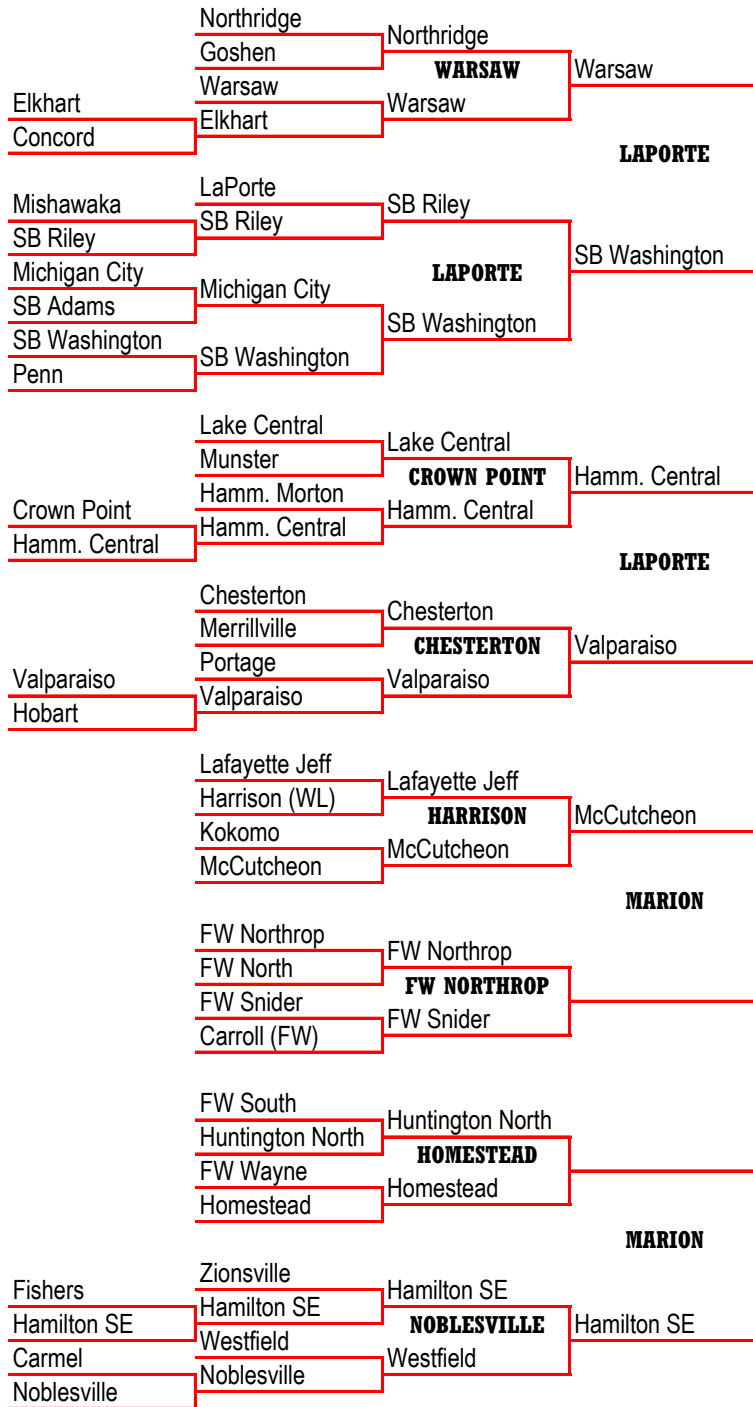 Northridge
Northridge
Goshen
WARSAW
Warsaw
Warsaw
Elkhart
Warsaw
Elkhart
Concord
LAPORTE
LaPorte
Mishawaka
SB Riley
SB Riley
SB Riley
SB Washington
Michigan City
LAPORTE
Michigan City
SB Adams
SB Washington
SB Washington
SB Washington
Penn
Lake Central
Lake Central
Munster
CROWN POINT
Hamm. Central
Hamm. Morton
Crown Point
Hamm. Central
Hamm. Central
Hamm. Central
LAPORTE
Chesterton
Chesterton
Merrillville
CHESTERTON
Valparaiso
Portage
Valparaiso
Valparaiso
Valparaiso
Hobart
Lafayette Jeff
Lafayette Jeff
Harrison (WL)
HARRISON
McCutcheon
Kokomo
McCutcheon
McCutcheon
MARION
FW Northrop
FW Northrop
FW North
FW NORTHROP
FW Snider
FW Snider
Carroll (FW)
FW South
Huntington North
Huntington North
HOMESTEAD
FW Wayne
Homestead
Homestead
MARION
Zionsville
Fishers
Hamilton SE
Hamilton SE
Hamilton SE
NOBLESVILLE
Hamilton SE
Westfield
Carmel
Westfield
Noblesville
Noblesville